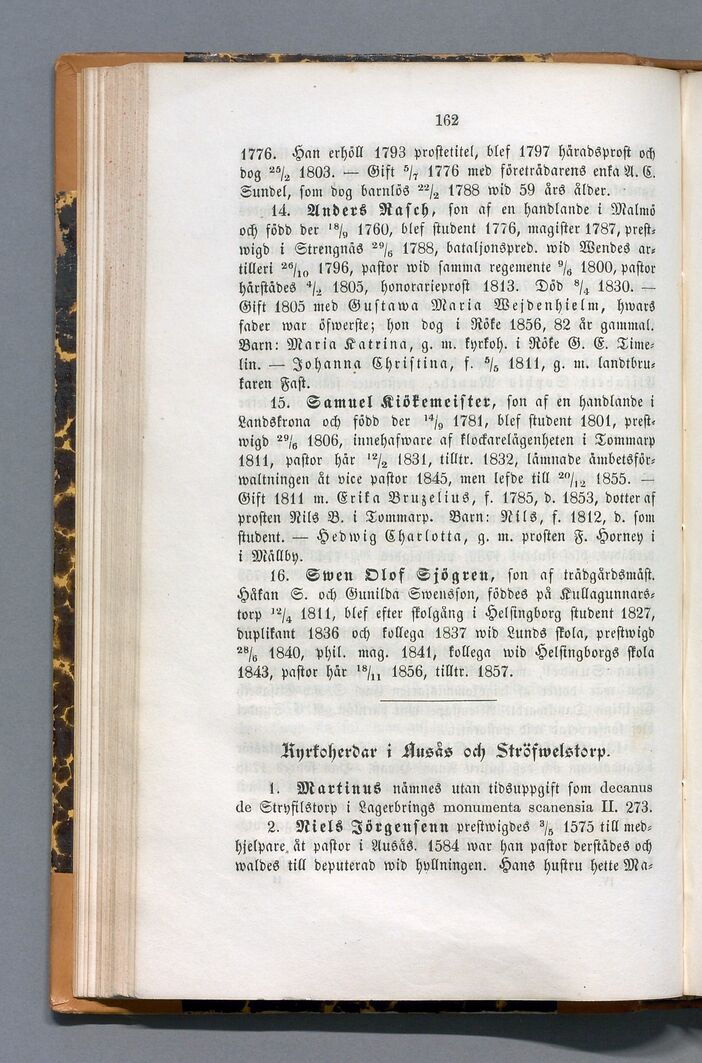 162
1776. Han erhöll 1793 prostetitel, blef 1797 häradsprost och
dog 25/2 1803. — Gift 5/7 1776 med företrädarens enka A. C.
Sundel, som dog barnlös 22/2 1788 wid 59 års ålder.
14. Anders Rasch, son af en handlande i Malmö
och född der 18/9 1760, blef student 1776, magister 1787, prest-
wigd i Strengnäs 29/6 1788, bataljonspred. wid Wendes ar-
tilleri 26/10 1796, pastor wid samma regemente 9/6 1800, pastor
härstädes 4/2 1805, honorarieprost 1813. Död 8/4 1830. —
Gift 1805 med Gustawa Maria Wejdenhielm, hwars
fader war öfwerste; hon dog i Röke 1856, 82 år gammal.
Barn: Maria Katrina, g. m. kyrkoh. i Röke G. E. Time-
lin. — Johanna Christina, f. 5/5 1811, g. m. landtbru-
karen Fast.
15. Samuel Kiökemeister, son af en handlande i
Landskrona och född der 14/9 1781, blef student 1801, prest-
wigd 29/6 1806, innehafware af klockarelägenheten i Tommarp
1811, pastor här 12/2 1831, tilltr. 1832, lämnade ämbetsför-
waltningen åt vice pastor 1845, men lefde till 20/12 1855. —
Gift 1811 m. Erika Bruzelius, f. 1785, d. 1853, dotter af
prosten Nils B. i Tommarp. Barn: Nils, f. 1812, d. som
student. — Hedwig Charlotta, g. m. prosten F. Horney i
i Mällby.
16. Swen Olof Sjögren, son af trädgårdsmäst.
Håkan S. och Gunilda Swensson, föddes på Kullagunnars-
torp 12/4 1811, blef efter skolgång i Helsingborg student 1827,
duplikant 1836 och kollega 1837 wid Lunds skola, prestwigd
28/6 1840, phil. mag. 1841, kollega wid Helsingborgs skola
1843, pastor här 18/11 1856, tilltr. 1857.
Kyrkoherdar i Ausås och Ströfwelstorp.
1. Martinus nämnes utan tidsuppgift som decanus
de Stryfilstorp i Lagerbrings monumenta scanensia II. 273.
2. Niels Jörgensenn prestwigdes 3/5 1575 till med-
hjelpare åt pastor i Ausås. 1584 war han pastor derstädes och
waldes till deputerad wid hyllningen. Hans hustru hette Ma-